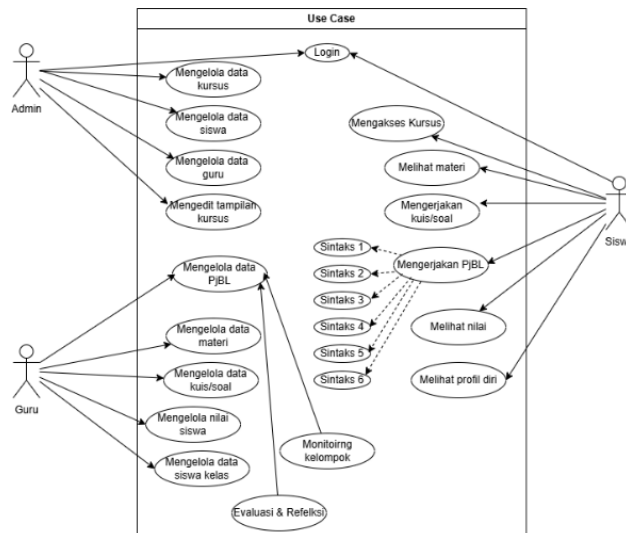 Use Case
Login
Mengelola data
kursus
Admin
Mengelola data
siswa
Mengakses Kursus
Mengelola data
guru
Melihat materi
Mengedit tampilan
kursus
Mengerjakan
kuis/soal
Sisw
Sintaks 1
Mengerjakan PjBL
Mengelola data
PjBL
Sintaks 2
Sintaks 3
Sintaks 4
Melihat nilai
Mengelola data
materi
Sintaks 5
Mengelola data
kuis/soal
Sintaks 6
Melihat profil diri
Guru
Mengelola nilai
siswa
Monitoirng
kelompok
Mengelola data
siswa kelas
Evaluasi & Refelksi